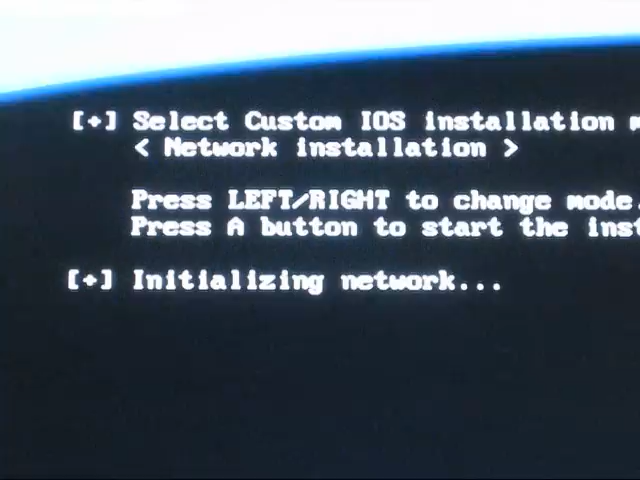 [+] Select Custom IOS installation
< Network installation >
Press LEFT/RIGHT to change mode.
Press A button to start the inst
[+] Initializing network...